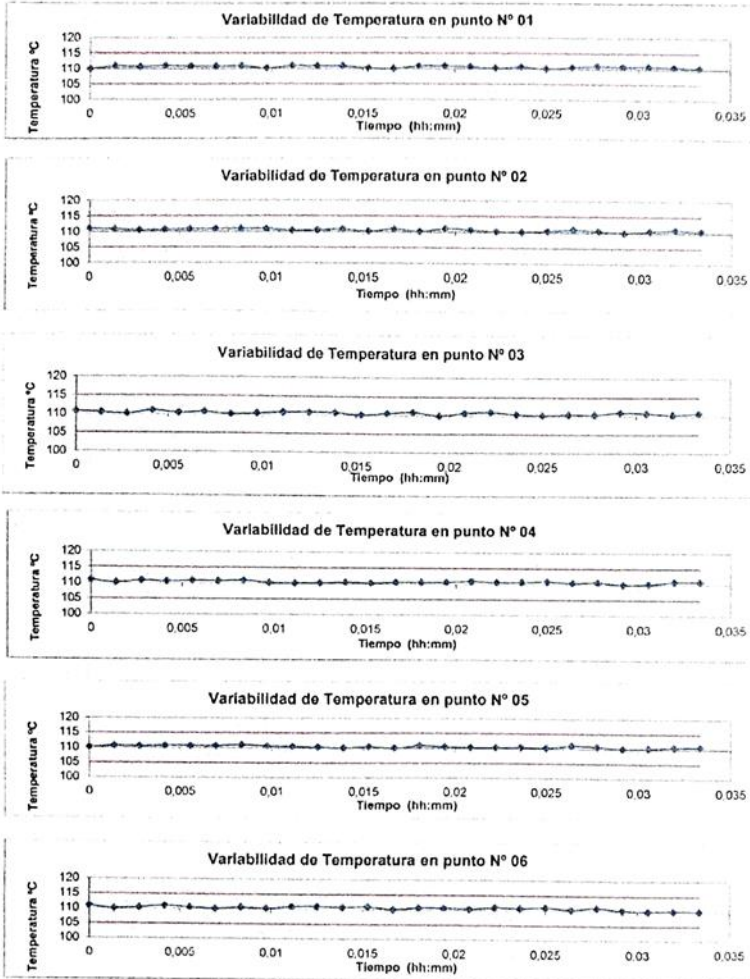 Variabilidad de Temperatura en punto Nº 01
Temperatura ºC
120
115
110
105
100
0 0,005 0,01 0,015 0,02 0,025 0,03 0,035
Tiempo (hh:mm)
Variabilidad de Temperatura en punto Nº 02
Temperatura ºC
120
115
110
105
100
0 0,005 0,01 0,015 0,02 0,025 0,03 0,035
Tiempo (hh:mm)
Variabilidad de Temperatura en punto Nº 03
Temperatura ºC
120
115
110
105
100
0 0,005 0,01 0,015 0,02 0,025 0,03 0,035
Tiempo (hh:mm)
Variabilidad de Temperatura en punto Nº 04
Temperatura ºC
120
115
110
105
100
0 0,005 0,01 0,015 0,02 0,025 0,03 0,035
Tiempo (hh:mm)
Variabilidad de Temperatura en punto Nº 05
Temperatura ºC
120
115
110
105
100
0 0,005 0,01 0,015 0,02 0,025 0,03 0,035
Tiempo (hh:mm)
Variabilidad de Temperatura en punto Nº 06
Temperatura ºC
120
115
110
105
100
0 0,005 0,01 0,015 0,02 0,025 0,03 0,035
Tiempo (hh:mm)